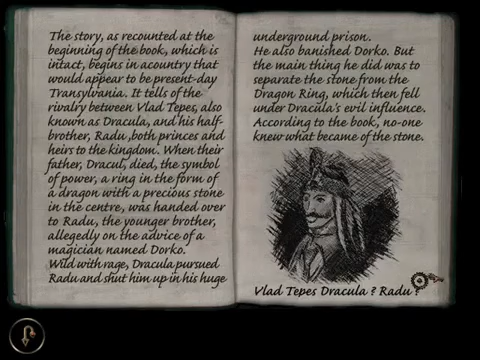 The story, as recounted at the
beginning of the book, which is
intact, begins in acountry that
would appear to be present-day
Transylvania. It tells of the
rivalry between Vlad Tepes, also
known as Dracula, and his half-
brother, Radu, both princes and
heirs to the kingdom. When their
father, Dracul, died, the symbol
of power, a ring in the form of
a dragon with a precious stone
in the centre, was handed over
to Radu, the younger brother,
allegedly on the advice of a
magician named Dorko.
Wild with rage, Dracula pursued
Radu and shut him up in his huge
underground prison.
He also banished Dorko. But
the main thing he did was to
separate the stone from the
Dragon Ring, which then fell
under Dracula's evil influence.
According to the book, no-one
knew what became of the stone.
Vlad Tepes Dracula ? Radu ?